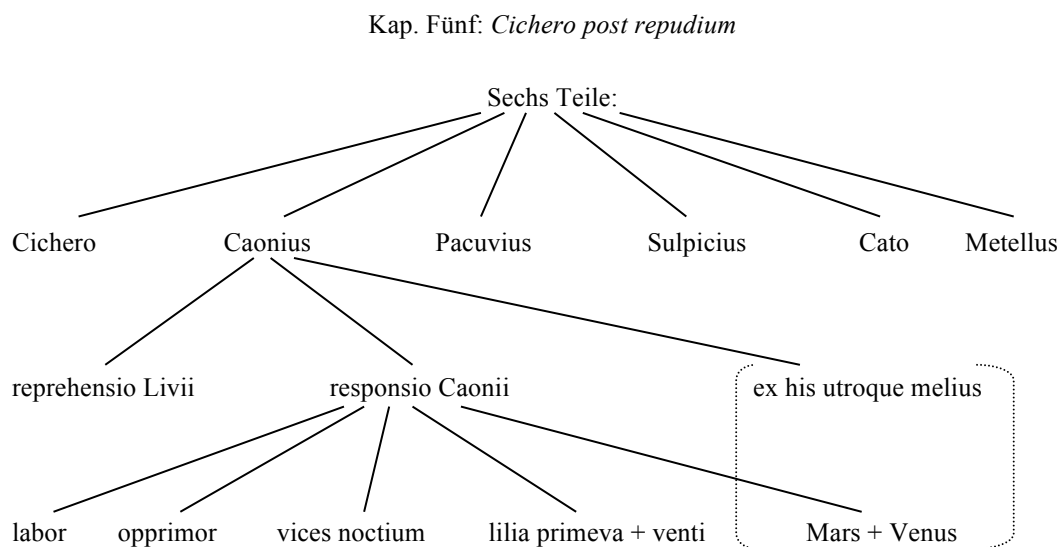 Kap. Fünf: Cichero post repudium
Sechs Teile:
Cichero Caonius Pacuvius Sulpicius Cato Metellus
reprehensio Livii responsio Caonii ex his utroque melius
labor opprimor vices noctium lilia primeva + venti Mars + Venus